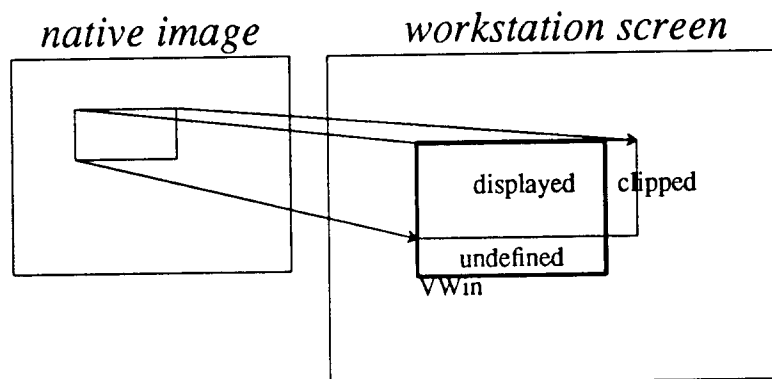 native image
workstation screen
displayed
clipped
undefined
VWin